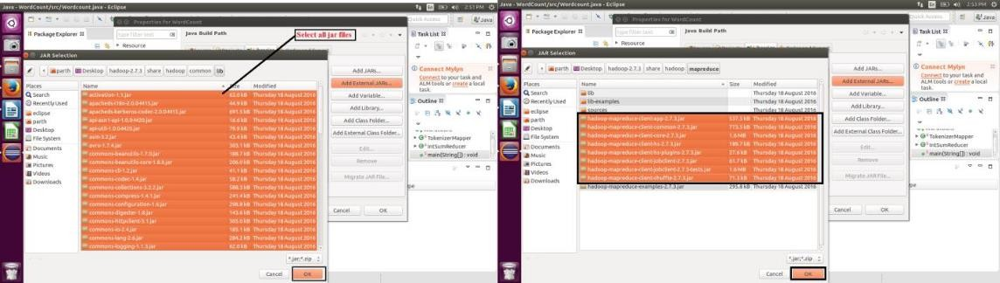 Java - WordCount/src/WordCount.java - Eclipse
2:51 PM
Properties for WordCount
Quick Access
Java
Package Explorer
type filter text
Java Build Path
Resource
Task List
JAR Selection
Select all jar files
parth Desktop hadoop-2.7.3 share hadoop common lib
Places
Name Size Modified
Search
Recently Used
eclipse
parth
Desktop
File System
Documents
Music
Pictures
Videos
Downloads
activation-1.1.jar Thursday 18 August 2016
apacheds-i18n-2.0.0-M15.jar 44.9 kB Thursday 18 August 2016
apacheds-kerberos-codec-2.0.0-M15.jar 691.5 kB Thursday 18 August 2016
api-asn1-api-1.0.0-M20.jar 16.6 kB Thursday 18 August 2016
api-util-1.0.0-M20.jar 79.9 kB Thursday 18 August 2016
asm-3.2.jar 43.4 kB Thursday 18 August 2016
avro-1.7.4.jar Thursday 18 August 2016
commons-beanutils-1.7.0.jar 188.7 kB Thursday 18 August 2016
commons-beanutils-core-1.8.0.jar 206.0 kB Thursday 18 August 2016
commons-cli-1.2.jar 41.1 kB Thursday 18 August 2016
commons-codec-1.4.jar 58.2 kB Thursday 18 August 2016
commons-collections-3.2.2.jar 588.3 kB Thursday 18 August 2016
commons-compress-1.4.1.jar 241.4 kB Thursday 18 August 2016
commons-configuration-1.6.jar 298.8 kB Thursday 18 August 2016
commons-digester-1.8.jar 143.6 kB Thursday 18 August 2016
commons-httpclient-3.1.jar 305.0 kB Thursday 18 August 2016
commons-io-2.4.jar 185.1 kB Thursday 18 August 2016
commons-lang-2.6.jar 284.2 kB Thursday 18 August 2016
commons-logging-1.1.3.jar 62.0 kB Thursday 18 August 2016
*.jar;*.zip
Cancel OK
Add JARs...
Add External JARs...
Add Variable...
Add Library...
Add Class Folder...
Add External Class Folder...
Edit...
Remove
Migrate JAR File...
Cancel OK
Connect Mylyn
Connect to your task and
ALM tools or create a local
task.
Outline
TokenizerMapper
IntSumReducer
main(String[]) : void
Java - WordCount/src/WordCount.java - Eclipse
2:53 PM
Properties for WordCount
Quick Access
Java
Package Explorer
type filter text
Java Build Path
Resource
Task List
JAR Selection
parth Desktop hadoop-2.7.3 share hadoop mapreduce
Places
Name Size Modified
Search
Recently Used
eclipse
parth
Desktop
File System
Documents
Music
Pictures
Videos
Downloads
lib Thursday 18 August 2016
lib-examples Thursday 18 August 2016
sources Thursday 18 August 2016
hadoop-mapreduce-client-app-2.7.3.jar 537.5 kB Thursday 18 August 2016
hadoop-mapreduce-client-common-2.7.3.jar 773.5 kB Thursday 18 August 2016
hadoop-mapreduce-client-core-2.7.3.jar 1.6 MB Thursday 18 August 2016
hadoop-mapreduce-client-hs-2.7.3.jar 189.7 kB Thursday 18 August 2016
hadoop-mapreduce-client-hs-plugins-2.7.3.jar 27.6 kB Thursday 18 August 2016
hadoop-mapreduce-client-jobclient-2.7.3.jar 61.7 kB Thursday 18 August 2016
hadoop-mapreduce-client-jobclient-2.7.3-tests.jar 1.6 MB Thursday 18 August 2016
hadoop-mapreduce-client-shuffle-2.7.3.jar 71.3 kB Thursday 18 August 2016
hadoop-mapreduce-examples-2.7.3.jar 295.8 kB Thursday 18 August 2016
*.jar;*.zip
Cancel OK
Add JARs...
Add External JARs...
Add Variable...
Add Library...
Add Class Folder...
Add External Class Folder...
Edit...
Remove
Migrate JAR File...
Cancel OK
Connect Mylyn
Connect to your task and
ALM tools or create a local
task.
Outline
TokenizerMapper
IntSumReducer
main(String[]) : void